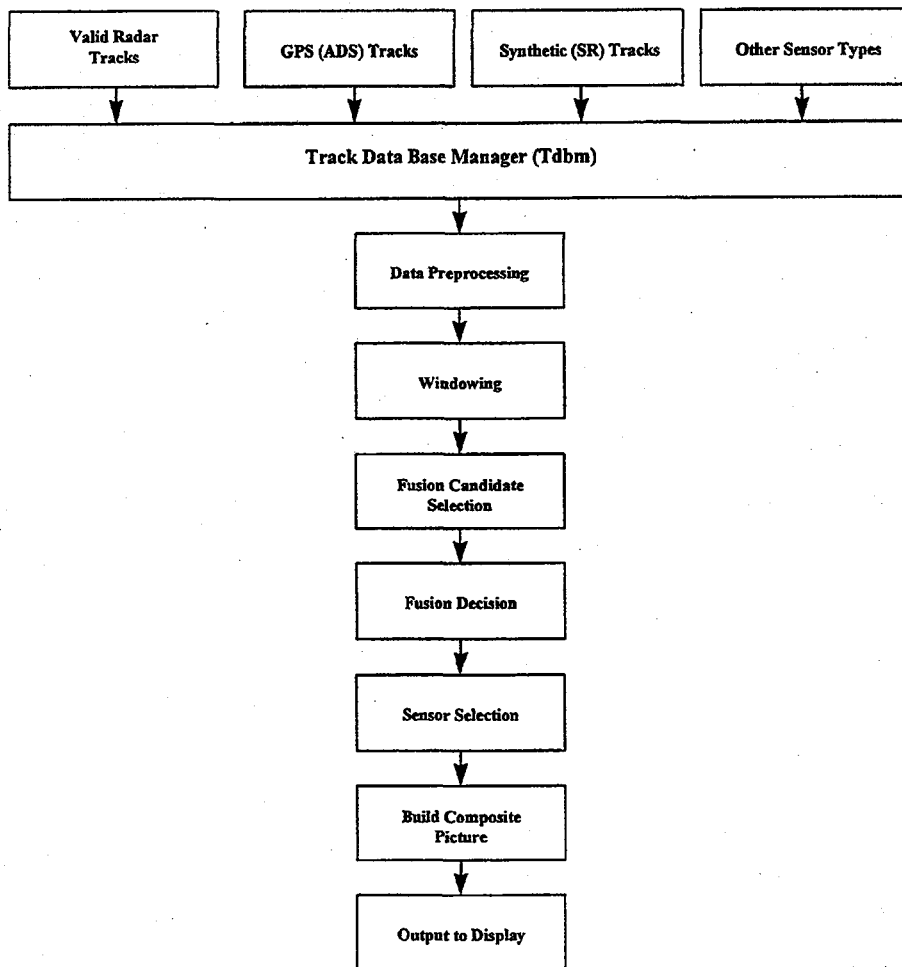 Valid Radar
Tracks
GPS (ADS) Tracks
Synthetic (SR) Tracks
Other Sensor Types
Track Data Base Manager (Tdbm)
Data Preprocessing
Windowing
Fusion Candidate
Selection
Fusion Decision
Sensor Selection
Build Composite
Picture
Output to Display